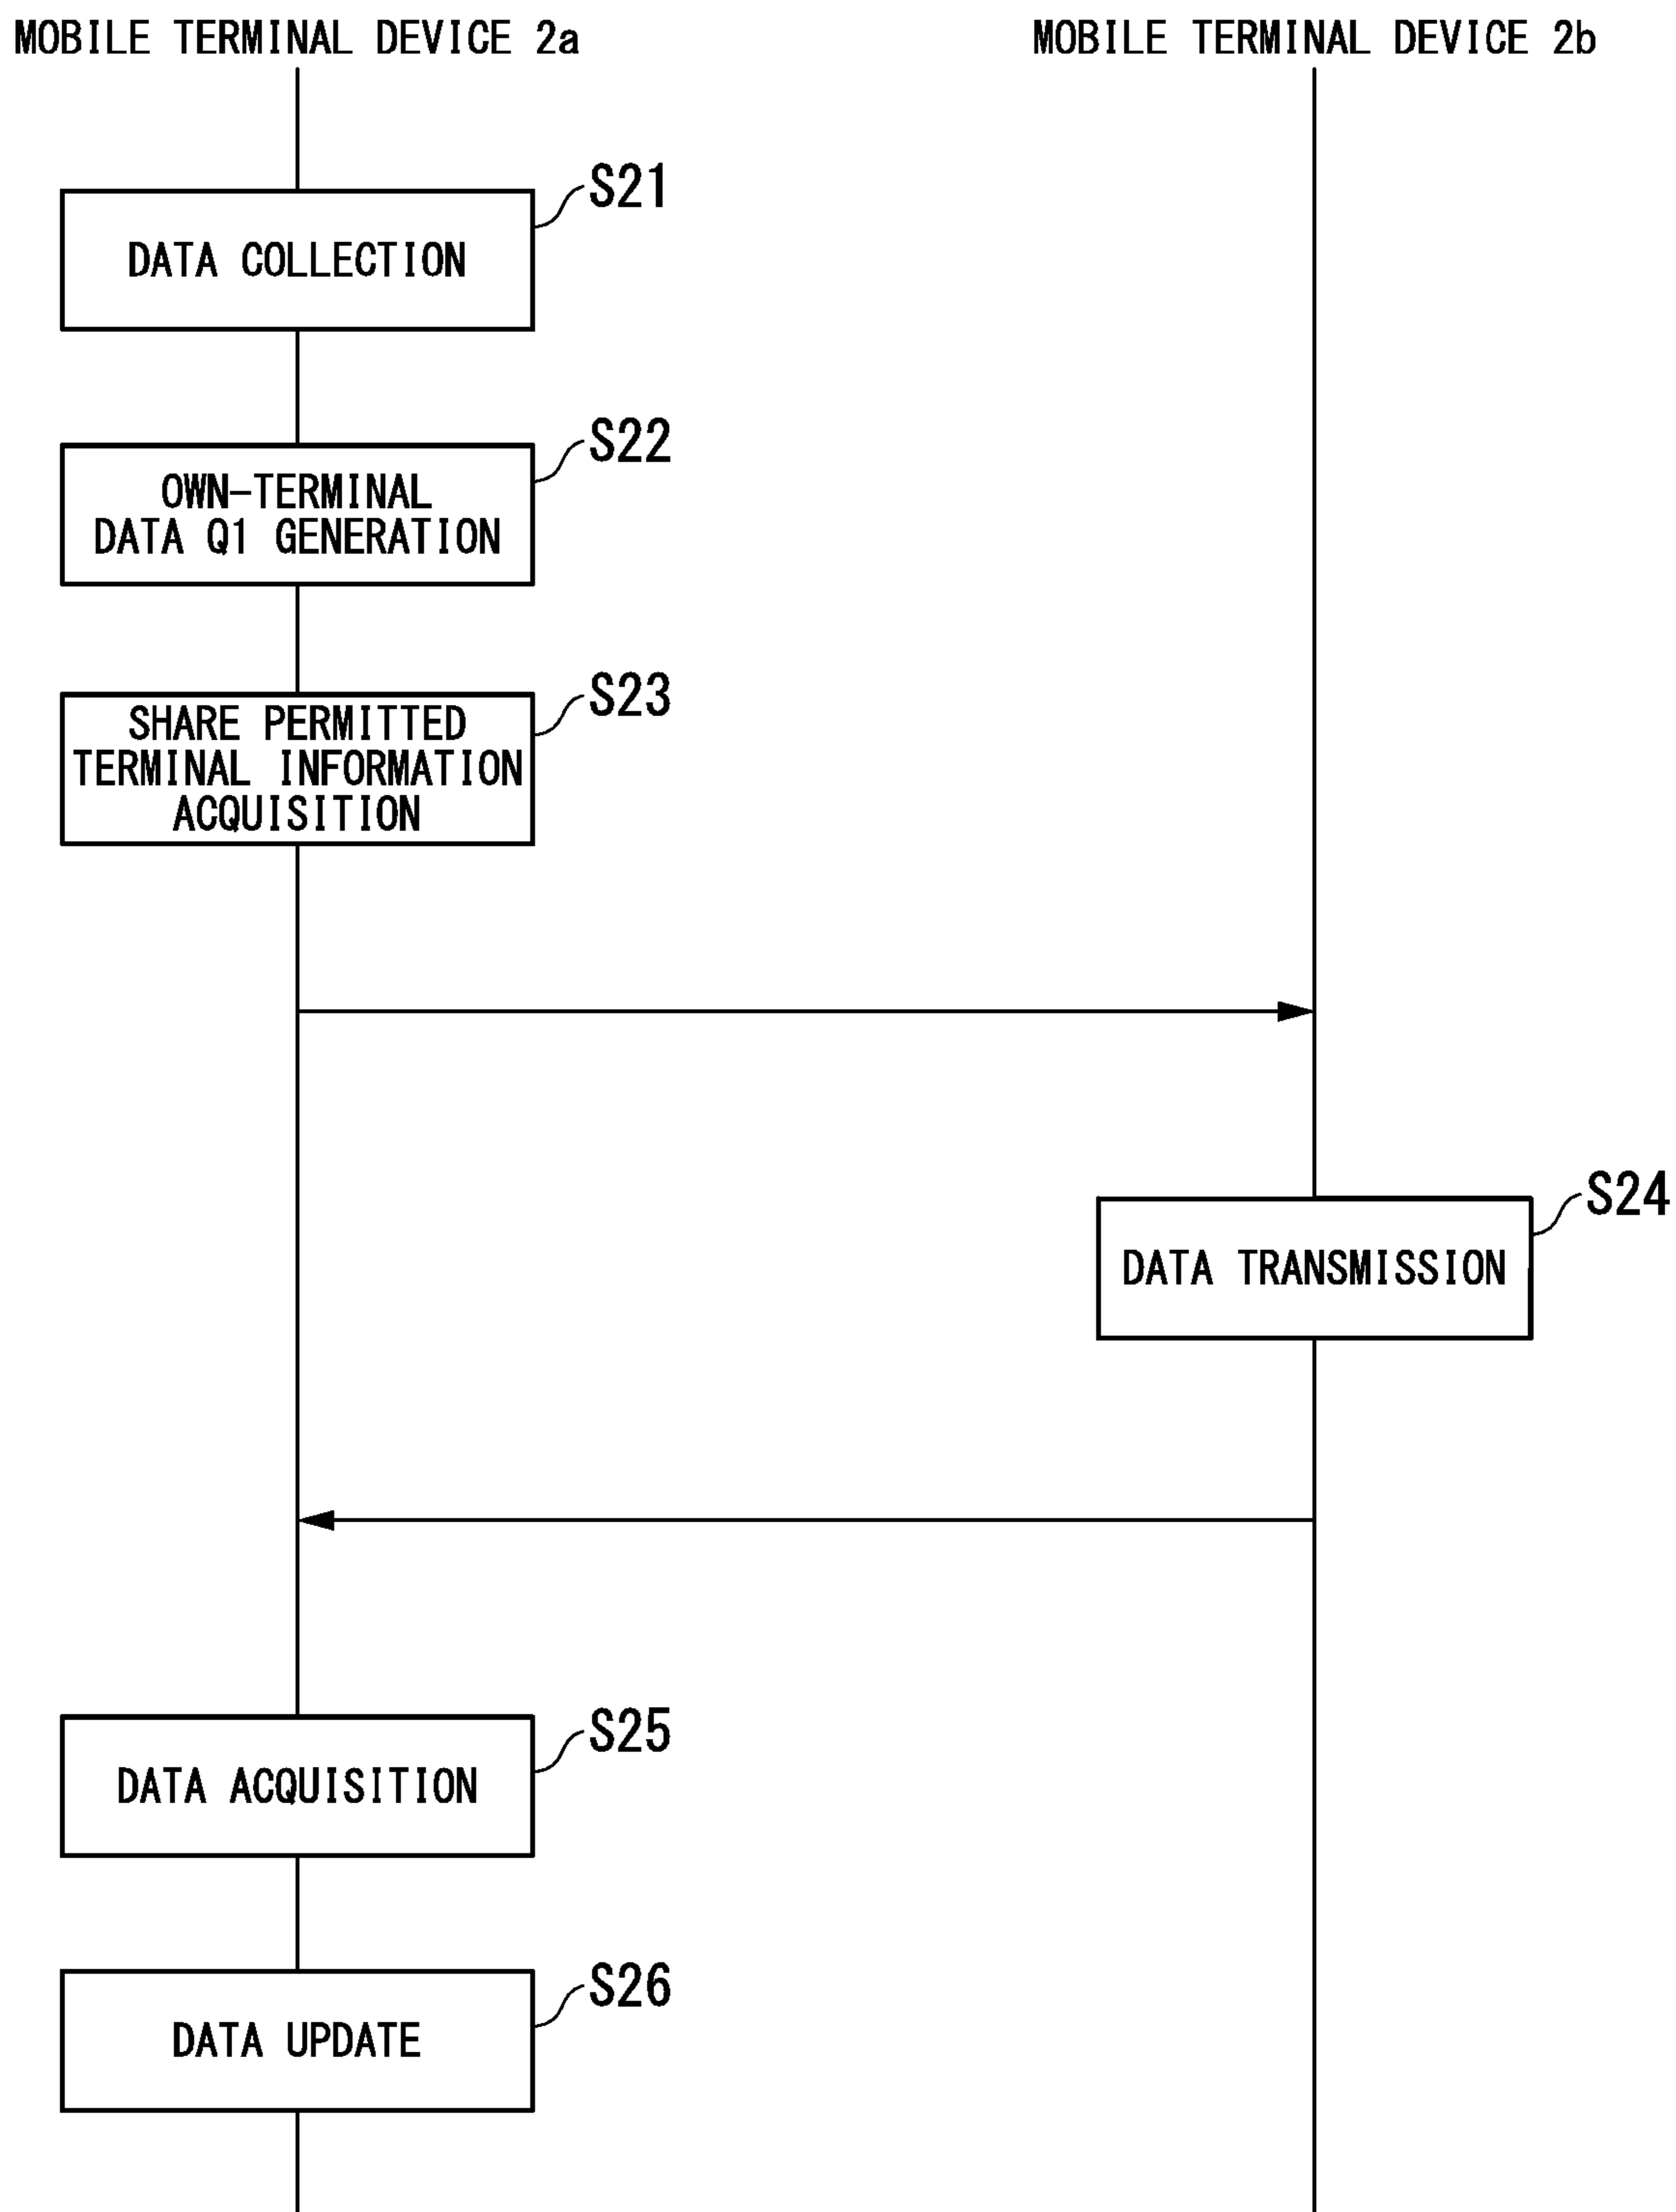 MOBILE TERMINAL DEVICE 2a
MOBILE TERMINAL DEVICE 2b
S21
DATA COLLECTION
S22
OWN-TERMINAL
DATA Q1 GENERATION
S23
SHARE PERMITTED
TERMINAL INFORMATION
ACQUISITION
S24
DATA TRANSMISSION
S25
DATA ACQUISITION
S26
DATA UPDATE